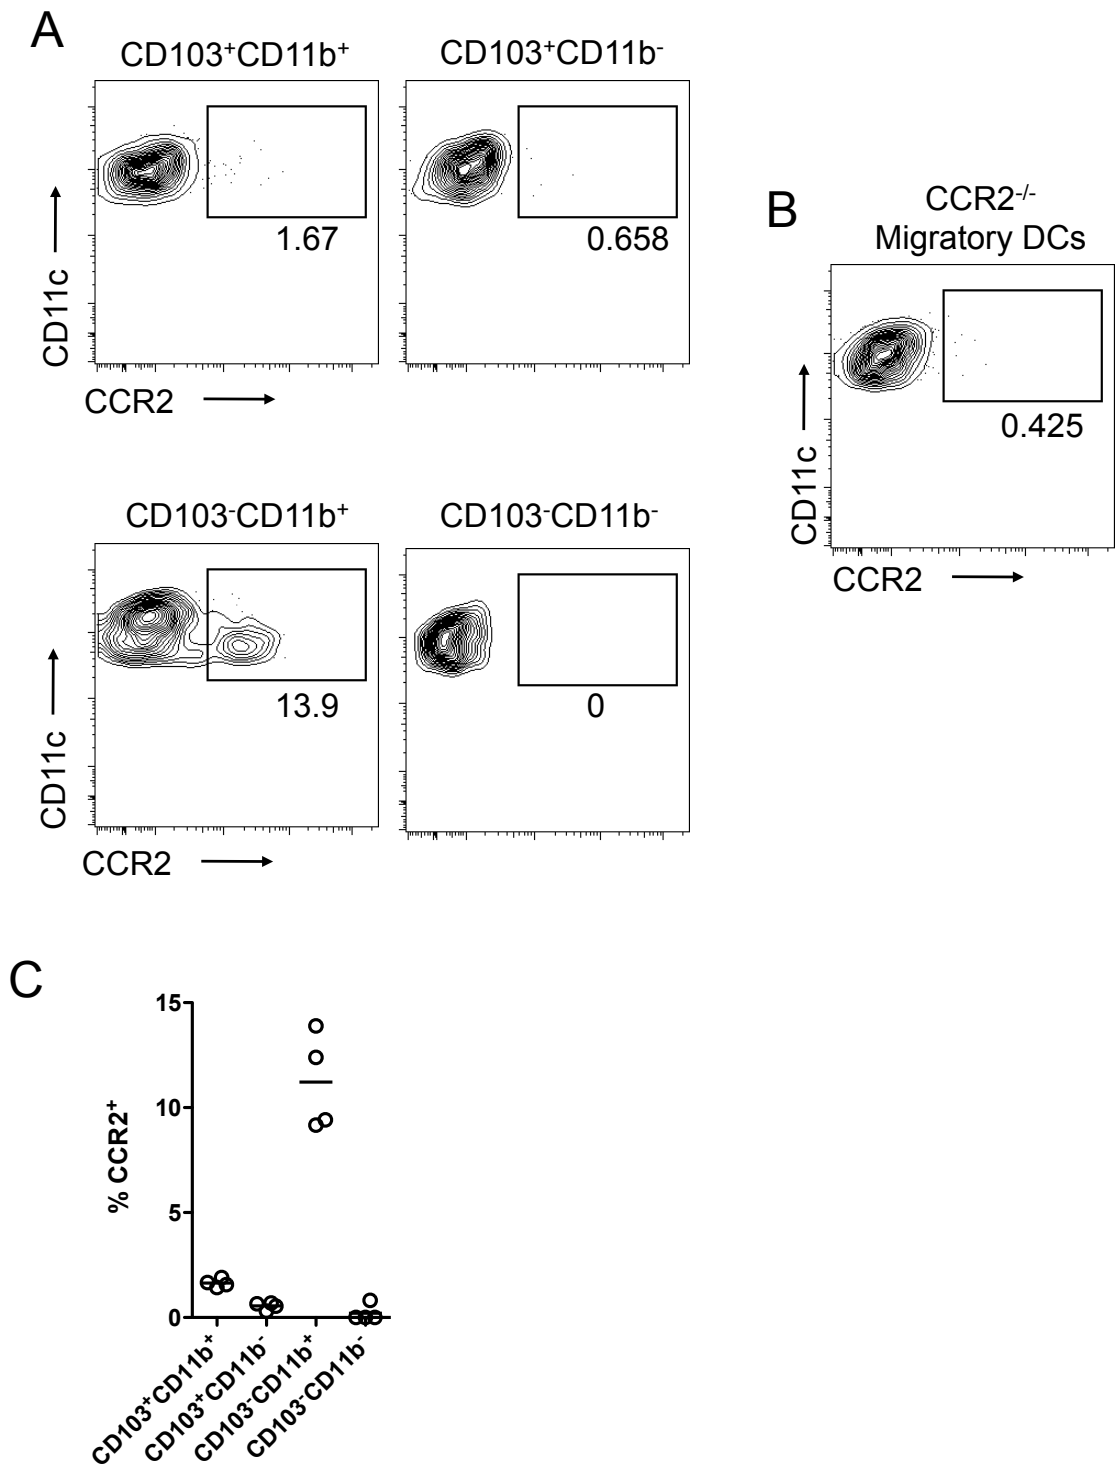 A
CD103⁺CD11b⁺
CD103⁺CD11b⁻
1.67
0.658
CD11c
CCR2
B
CCR2⁻/⁻
Migratory DCs
0.425
CD11c
CCR2
CD103⁻CD11b⁺
CD103⁻CD11b⁻
13.9
0
CD11c
CCR2
C
15
10
5
0
% CCR2⁺
CD103⁺CD11b⁺
CD103⁺CD11b⁻
CD103⁻CD11b⁺
CD103⁻CD11b⁻